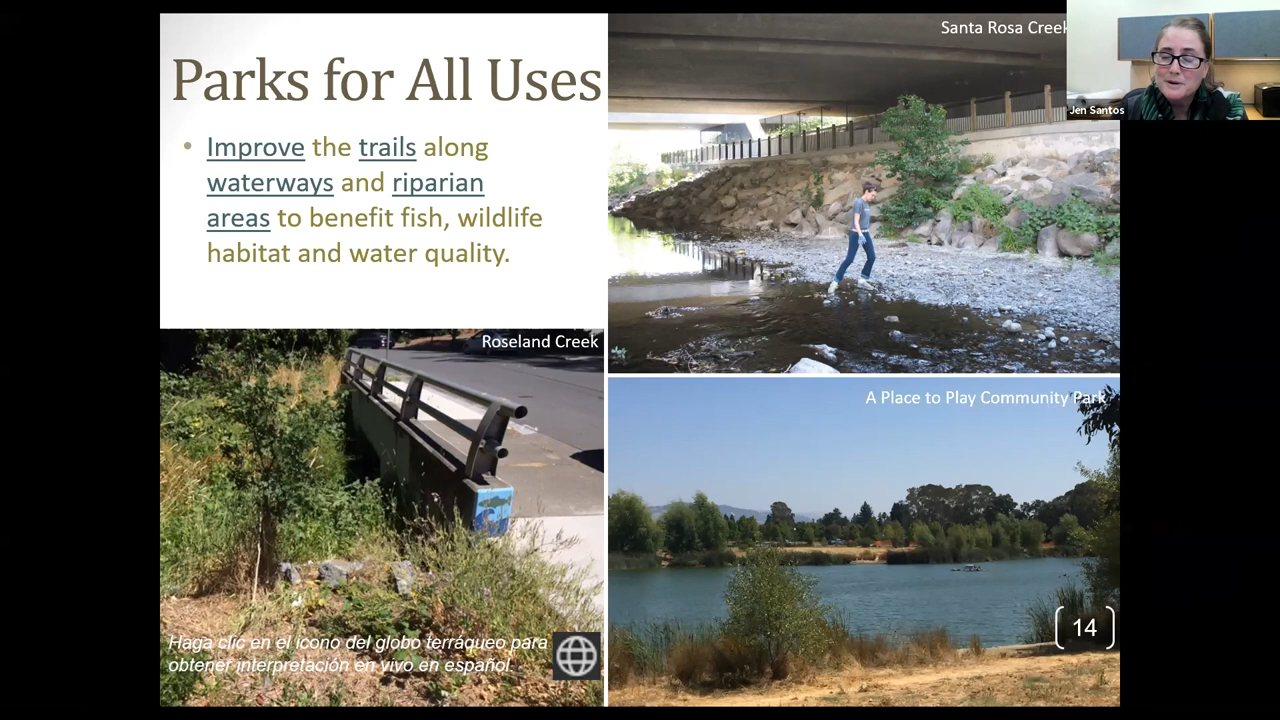 Parks for All Uses
• Improve the trails along
waterways and riparian
areas to benefit fish, wildlife
habitat and water quality.
Santa Rosa Creek
Jen Santos
Roseland Creek
A Place to Play Community Park
Haga clic en el icono del globo terráqueo para
obtener interpretación en vivo en español.
14